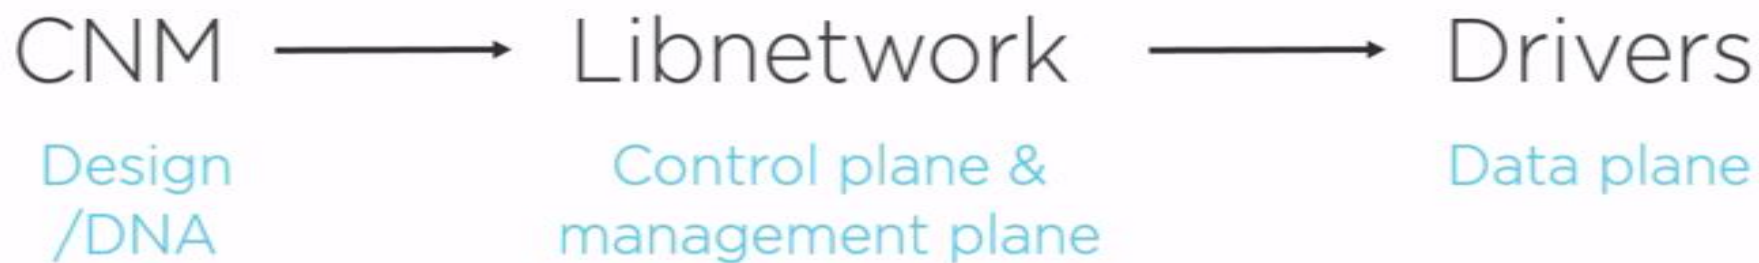 CNM Libnetwork Drivers
Design Control plane & Data plane
/DNA management plane